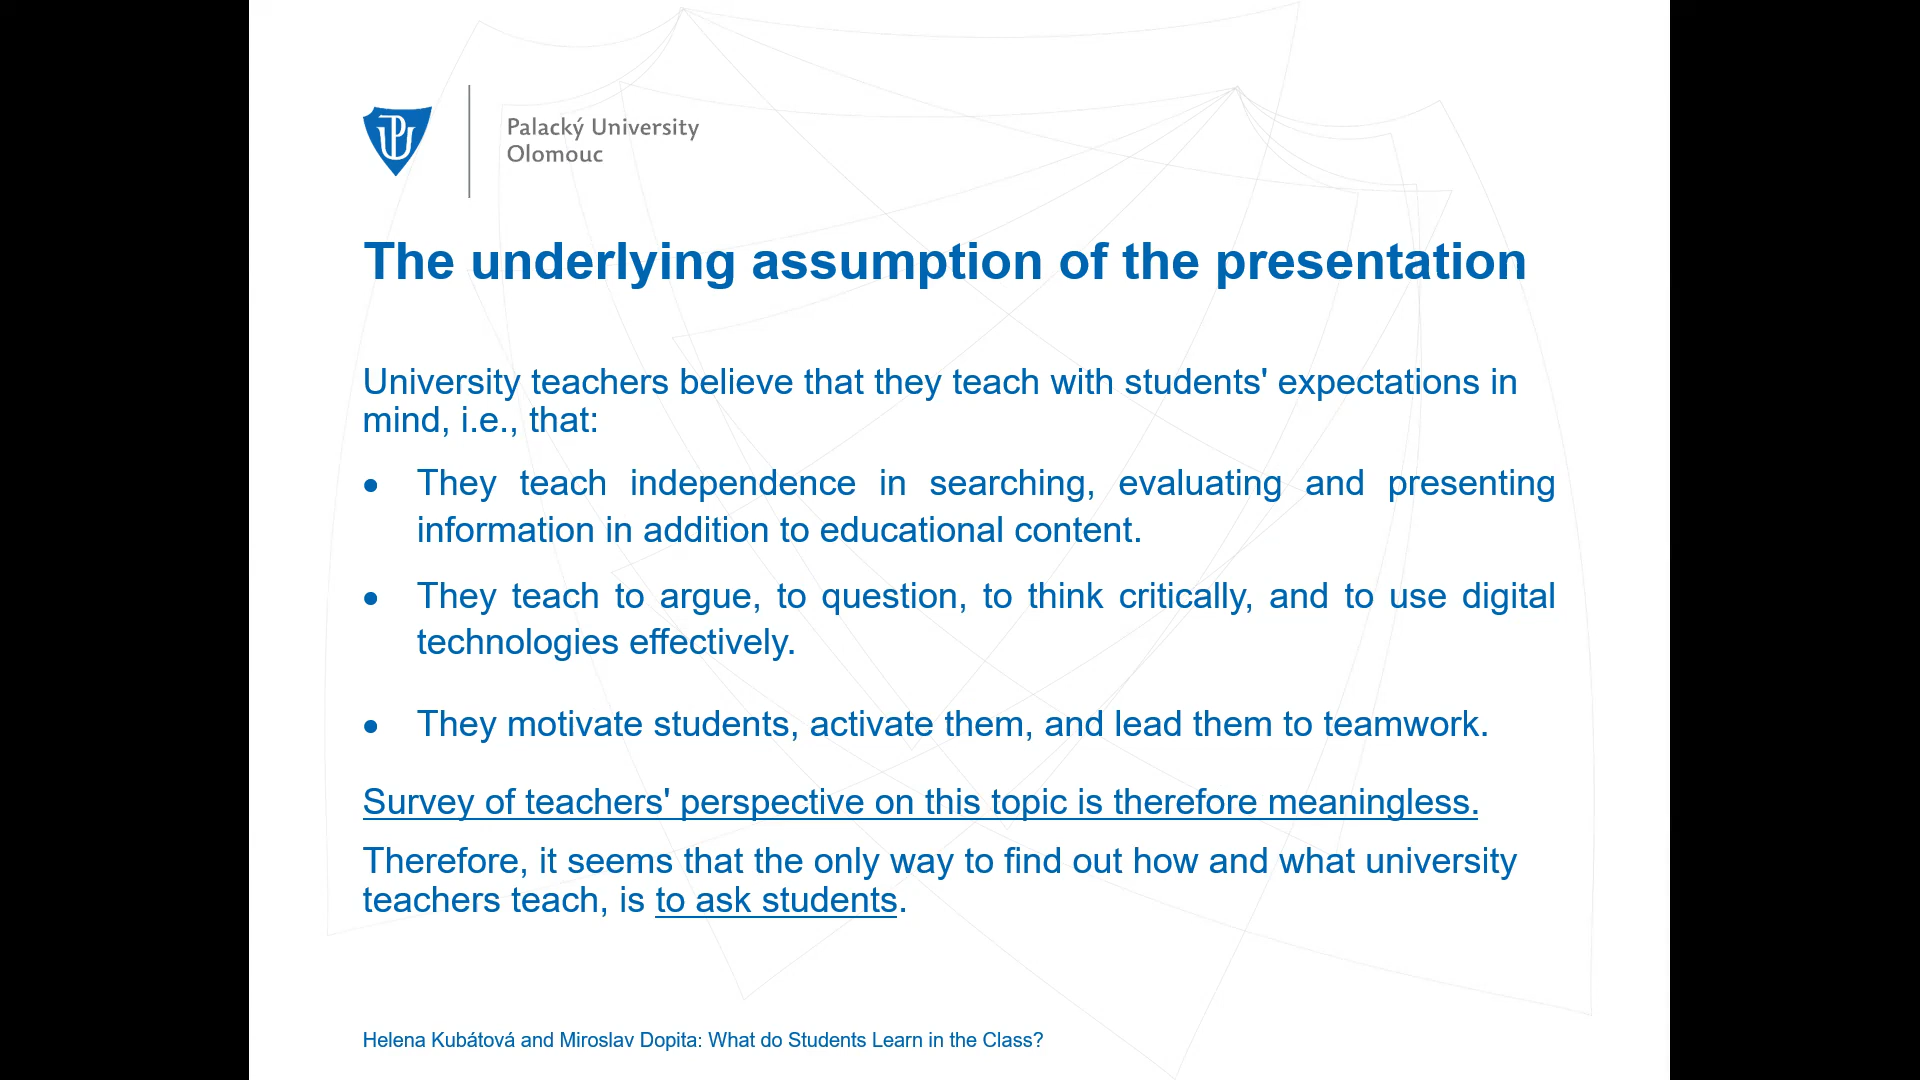 Palacký University
Olomouc
The underlying assumption of the presentation
University teachers believe that they teach with students' expectations in
mind, i.e., that:
• They teach independence in searching, evaluating and presenting
information in addition to educational content.
• They teach to argue, to question, to think critically, and to use digital
technologies effectively.
• They motivate students, activate them, and lead them to teamwork.
Survey of teachers' perspective on this topic is therefore meaningless.
Therefore, it seems that the only way to find out how and what university
teachers teach, is to ask students.
Helena Kubátová and Miroslav Dopita: What do Students Learn in the Class?